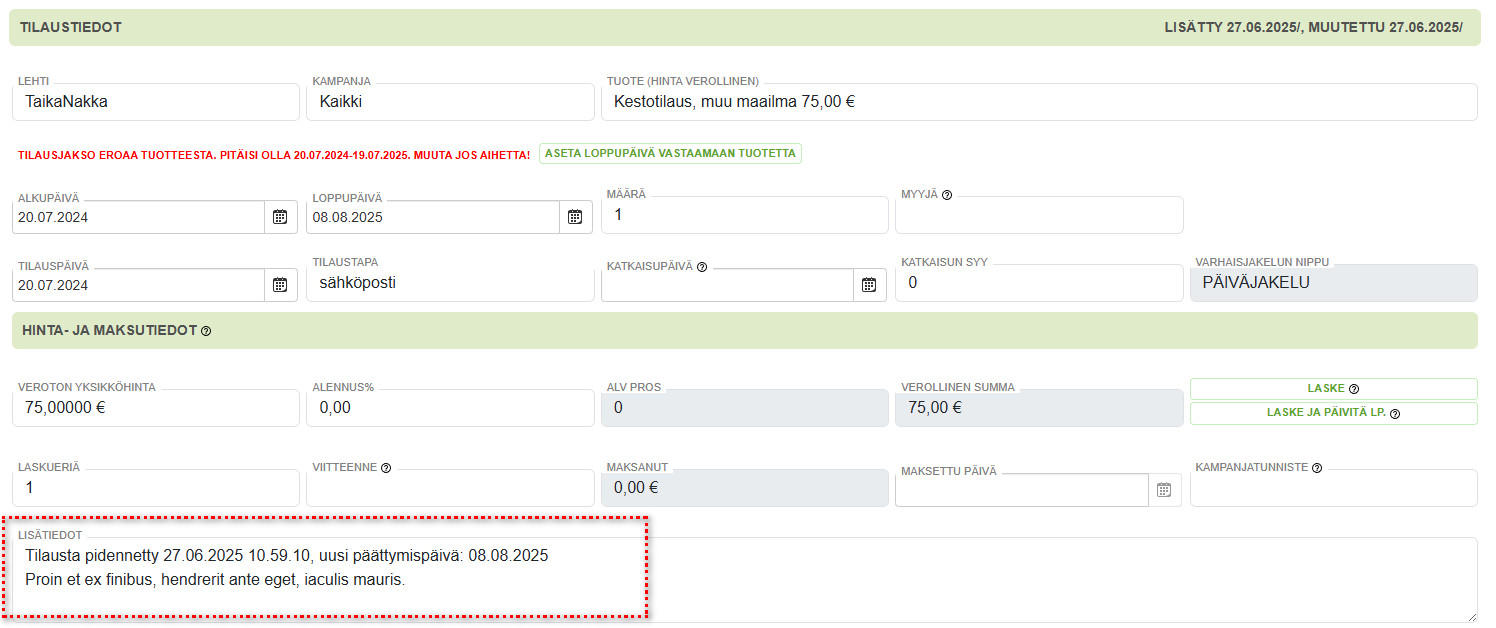 TILAUSTIEDOT
LISÄTTY 27.06.2025/, MUUTETTU 27.06.2025/
LEHTI
TaikaNakka
KAMPANJA
Kaikki
TUOTE (HINTA VEROLLINEN)
Kestotilaus, muu maailma 75,00 €
TILAUSJAKSO EROAA TUOTTEESTA. PITÄISI OLLA 20.07.2024-19.07.2025. MUUTA JOS AIHETTA!
ASETA LOPPUPÄIVÄ VASTAAMAAN TUOTETTA
ALKUPÄIVÄ
20.07.2024
LOPPUPÄIVÄ
08.08.2025
MÄÄRÄ
1
MYYJÄ
TILAUSPÄIVÄ
20.07.2024
TILAUSTAPA
sähköposti
KATKAISUPÄIVÄ
KATKAISUN SYY
0
VARHAISJAKELUN NIPPU
PÄIVÄJAKELU
HINTA- JA MAKSUTIEDOT
VEROTON YKSIKKÖHINTA
75,00000 €
ALENNUS%
0,00
ALV PROS
0
VEROLLINEN SUMMA
75,00 €
LASKE
LASKE JA PÄIVITÄ LP.
LASKUERIÄ
1
VIITTEENNE
MAKSANUT
0,00 €
MAKSETTU PÄIVÄ
KAMPANJATUNNISTE
LISÄTIEDOT
Tilausta pidennetty 27.06.2025 10.59.10, uusi päättymispäivä: 08.08.2025
Proin et ex finibus, hendrerit ante eget, iaculis mauris.